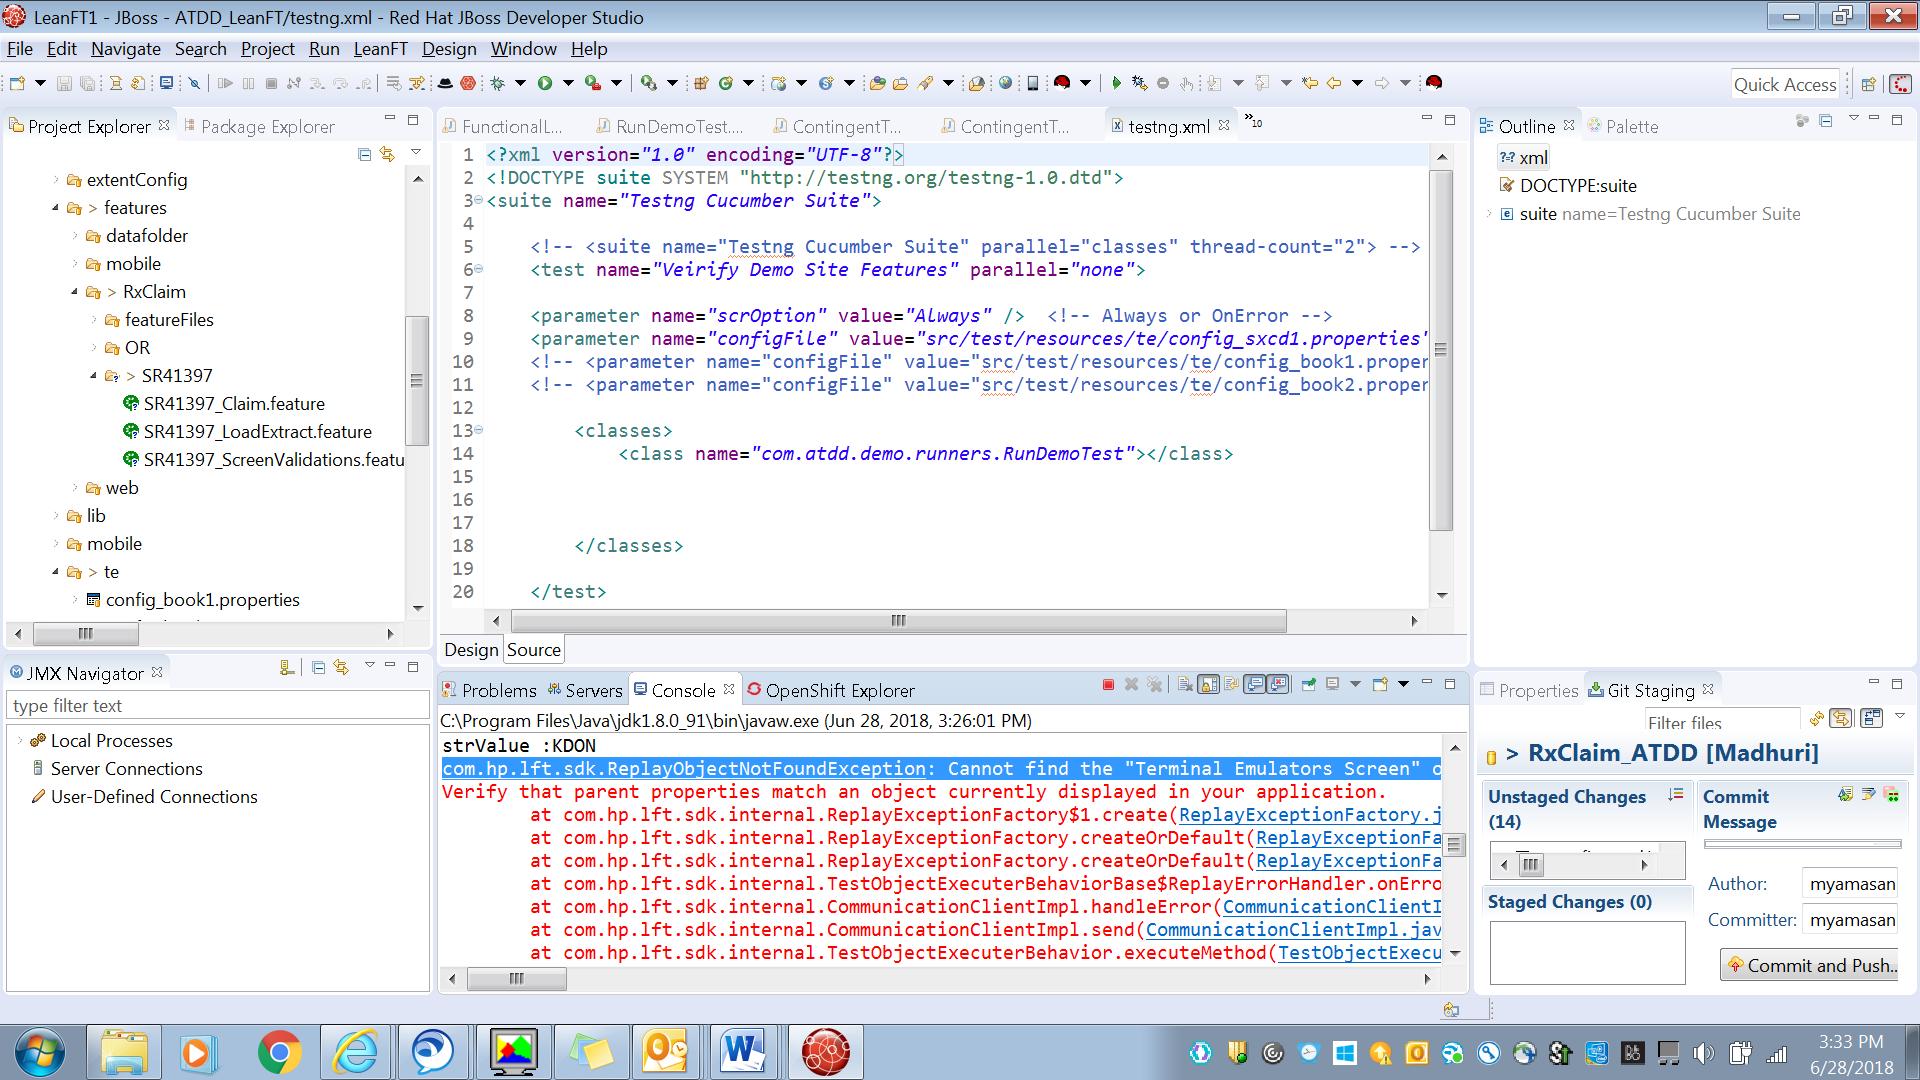 LeanFT1 - JBoss - ATDD_LeanFT/testng.xml - Red Hat JBoss Developer Studio
File Edit Navigate Search Project Run LeanFT Design Window Help
Quick Access
Project Explorer
Package Explorer
extentConfig
> features
datafolder
mobile
> RxClaim
featureFiles
OR
> SR41397
SR41397_Claim.feature
SR41397_LoadExtract.feature
SR41397_ScreenValidations.featu
web
lib
mobile
> te
config_book1.properties
FunctionalL...
RunDemoTest....
ContingentT...
ContingentT...
testng.xml
»10
1 <?xml version="1.0" encoding="UTF-8"?>
2 <!DOCTYPE suite SYSTEM "http://testng.org/testng-1.0.dtd">
3 <suite name="Testng Cucumber Suite">
4
5 <!-- <suite name="Testng Cucumber Suite" parallel="classes" thread-count="2"> -->
6 <test name="Veirify Demo Site Features" parallel="none">
7
8 <parameter name="scrOption" value="Always" /> <!-- Always or OnError -->
9 <parameter name="configFile" value="src/test/resources/te/config_sxcd1.properties"
10 <!-- <parameter name="configFile" value="src/test/resources/te/config_book1.proper
11 <!-- <parameter name="configFile" value="src/test/resources/te/config_book2.proper
12
13 <classes>
14 <class name="com.atdd.demo.runners.RunDemoTest"></class>
15
16
17
18 </classes>
19
20 </test>
Design Source
Outline
Palette
xml
DOCTYPE:suite
suite name=Testng Cucumber Suite
JMX Navigator
type filter text
Local Processes
Server Connections
User-Defined Connections
Problems Servers Console OpenShift Explorer
C:\Program Files\Java\jdk1.8.0_91\bin\javaw.exe (Jun 28, 2018, 3:26:01 PM)
strValue :KDON
com.hp.lft.sdk.ReplayObjectNotFoundException: Cannot find the "Terminal Emulators Screen" o
Verify that parent properties match an object currently displayed in your application.
at com.hp.lft.sdk.internal.ReplayExceptionFactory$1.create(ReplayExceptionFactory.j
at com.hp.lft.sdk.internal.ReplayExceptionFactory.createOrDefault(ReplayExceptionFa
at com.hp.lft.sdk.internal.ReplayExceptionFactory.createOrDefault(ReplayExceptionFa
at com.hp.lft.sdk.internal.TestObjectExecuterBehaviorBase$ReplayErrorHandler.onErro
at com.hp.lft.sdk.internal.CommunicationClientImpl.handleError(CommunicationClientI
at com.hp.lft.sdk.internal.CommunicationClientImpl.send(CommunicationClientImpl.jav
at com.hp.lft.sdk.internal.TestObjectExecuterBehavior.executeMethod(TestObjectExecu
Properties
Git Staging
Filter files
> RxClaim_ATDD [Madhuri]
Unstaged Changes (14)
Staged Changes (0)
Commit Message
Author: myamasan
Committer: myamasan
Commit and Push..
3:33 PM
6/28/2018